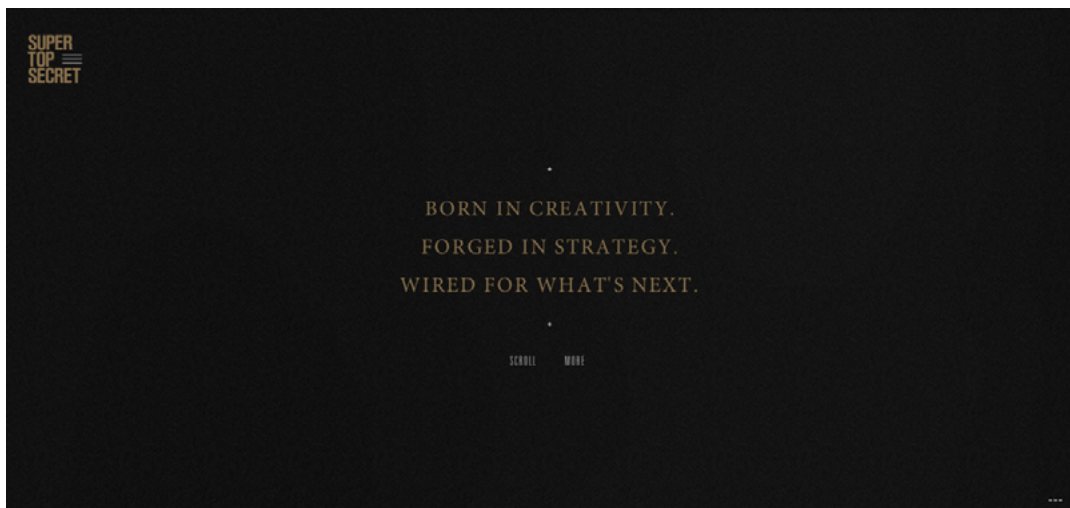 SUPER
TOP
SECRET
BORN IN CREATIVITY.
FORGED IN STRATEGY.
WIRED FOR WHAT'S NEXT.
SCROLL MORE